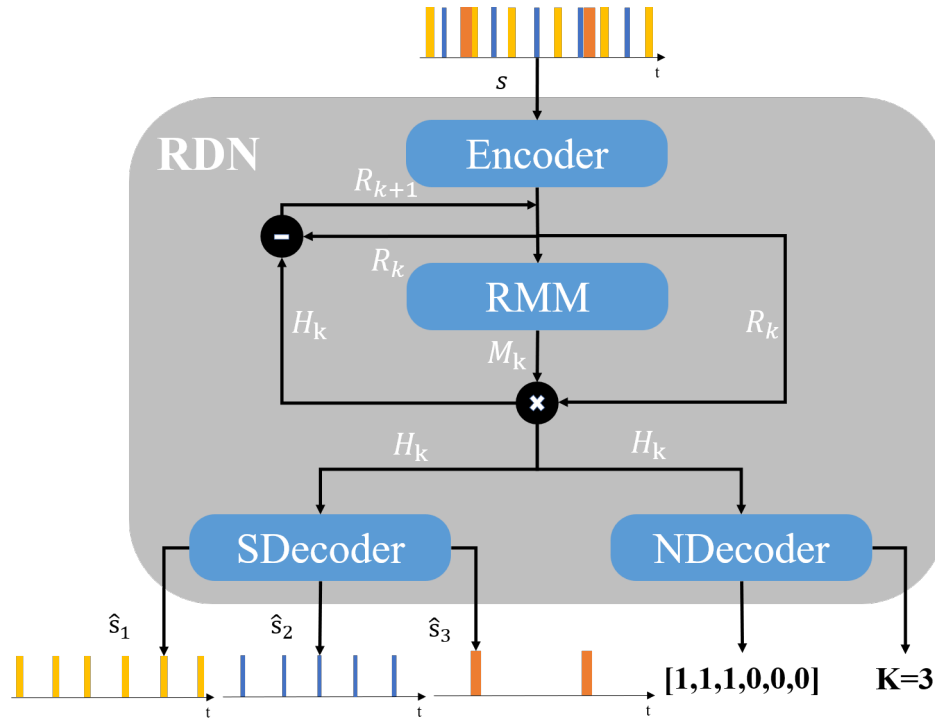 t
s
RDN
Encoder
R_{k+1}
-
R_k
RMM
H_k
R_k
M_k
×
H_k
H_k
SDecoder
NDecoder
ŝ_1
ŝ_2
ŝ_3
[1,1,1,0,0,0]
K=3
t
t
t